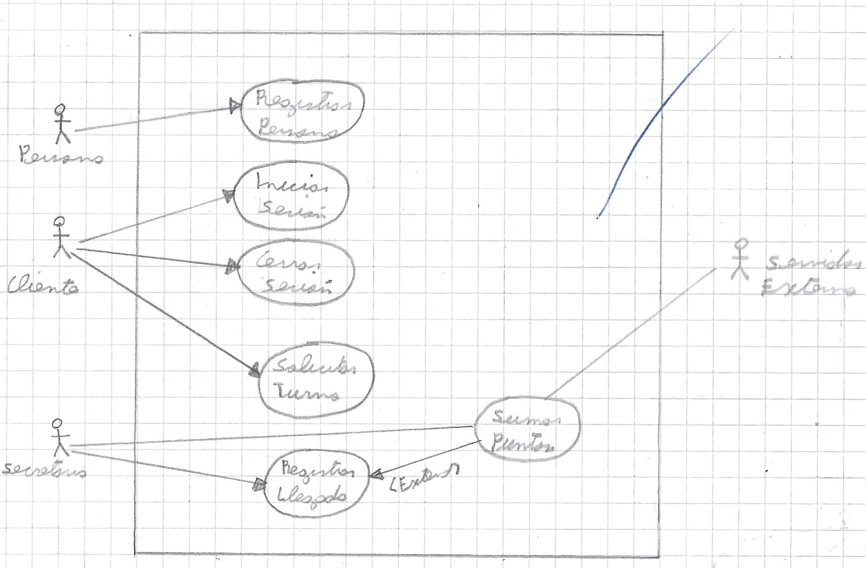 Registrar
Persona
Persona
Iniciar
Sesión
Cerrar
Sesión
Cliente
Servidor
Externo
Solicitar
Turno
Sumar
Puntos
Secretaria
Registrar
Llegada
(Extend)